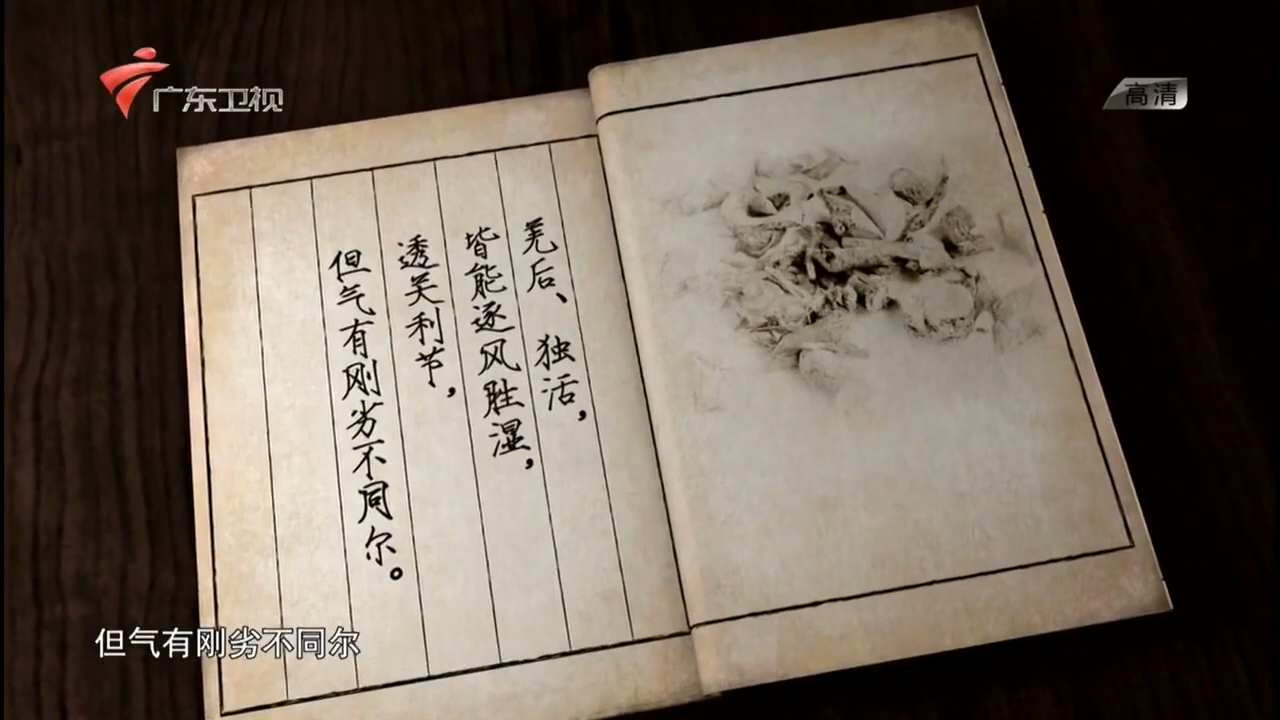 广东卫视
高清
羌后、独活，
皆能逐风胜湿，
透关利节，
但气有刚劣不同尔。
但气有刚劣不同尔